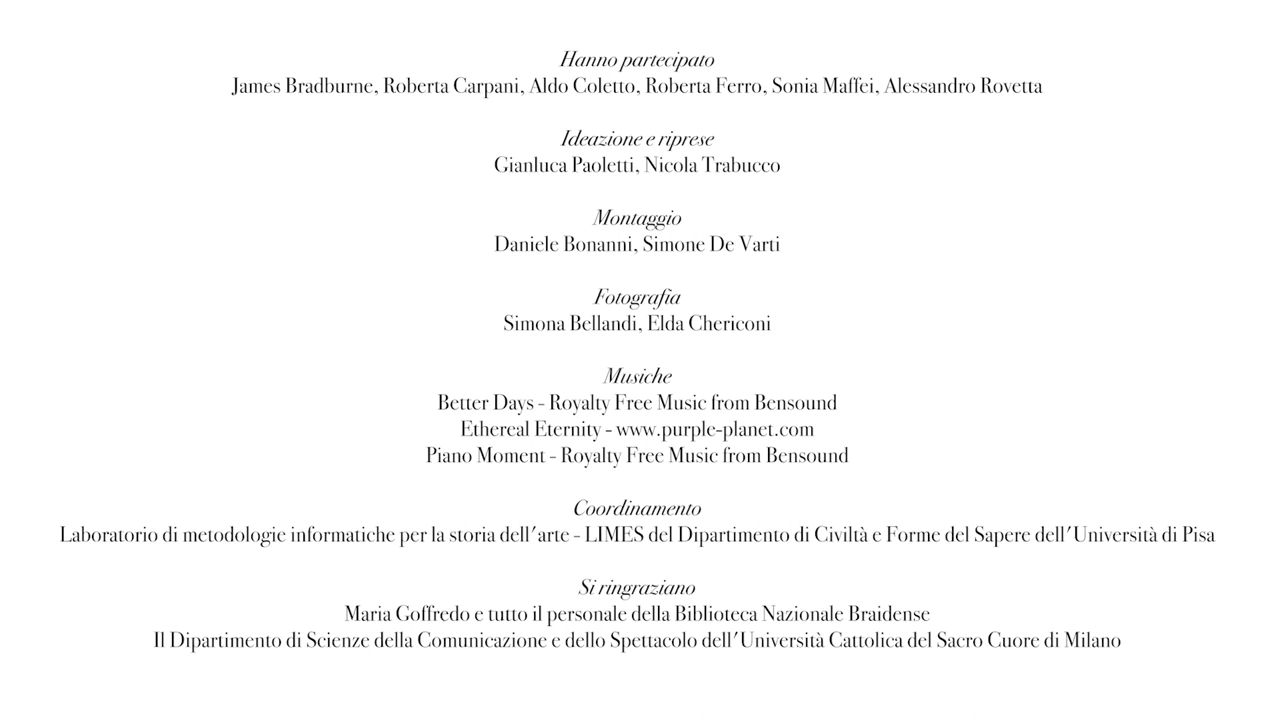 Hanno partecipato
James Bradburne, Roberta Carpani, Aldo Coletto, Roberta Ferro, Sonia Maffei, Alessandro Rovetta
Ideazione e riprese
Gianluca Paoletti, Nicola Trabucco
Montaggio
Daniele Bonanni, Simone De Varti
Fotografia
Simona Bellandi, Elda Chericoni
Musiche
Better Days - Royalty Free Music from Bensound
Ethereal Eternity - www.purple-planet.com
Piano Moment - Royalty Free Music from Bensound
Coordinamento
Laboratorio di metodologie informatiche per la storia dell'arte - LIMES del Dipartimento di Civiltà e Forme del Sapere dell'Università di Pisa
Si ringraziano
Maria Goffredo e tutto il personale della Biblioteca Nazionale Braidense
Il Dipartimento di Scienze della Comunicazione e dello Spettacolo dell'Università Cattolica del Sacro Cuore di Milano